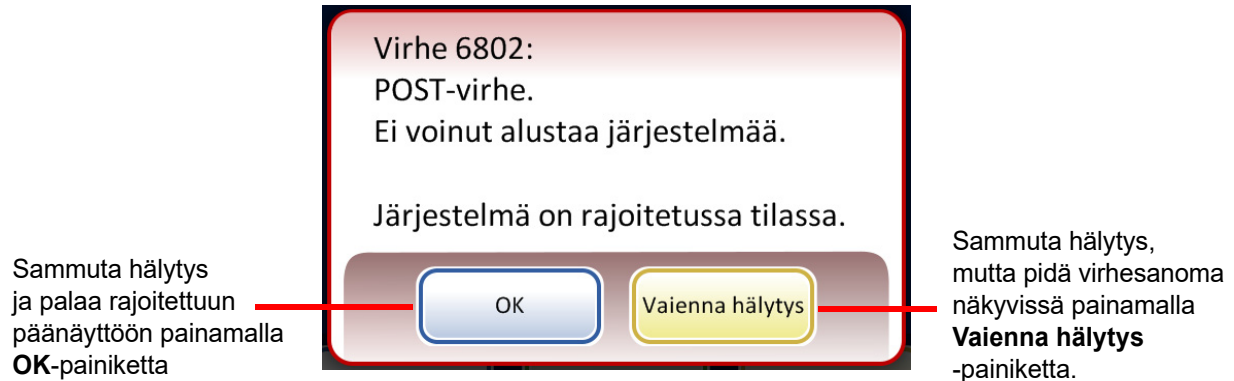 Virhe 6802:
POST-virhe.
Ei voinut alustaa järjestelmää.
Järjestelmä on rajoitetussa tilassa.
OK
Vaienna hälytys
Sammuta hälytys
ja palaa rajoitettuun
päänäyttöön painamalla
OK-painiketta
Sammuta hälytys,
mutta pidä virhesanoma
näkyvissä painamalla
Vaienna hälytys
-painiketta.